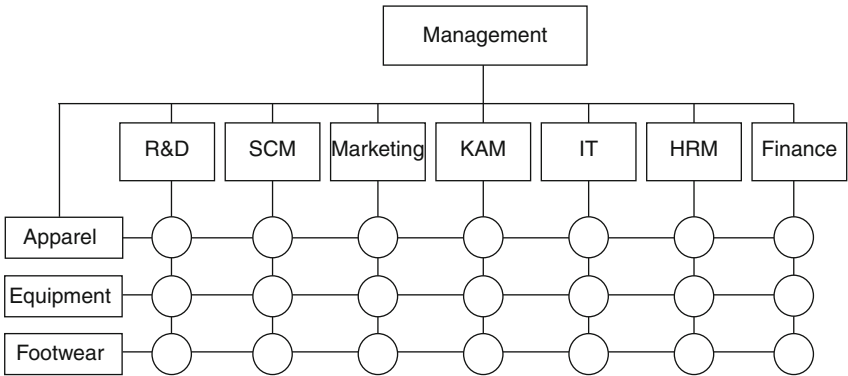 Management
R&D
SCM
Marketing
KAM
IT
HRM
Finance
Apparel
Equipment
Footwear